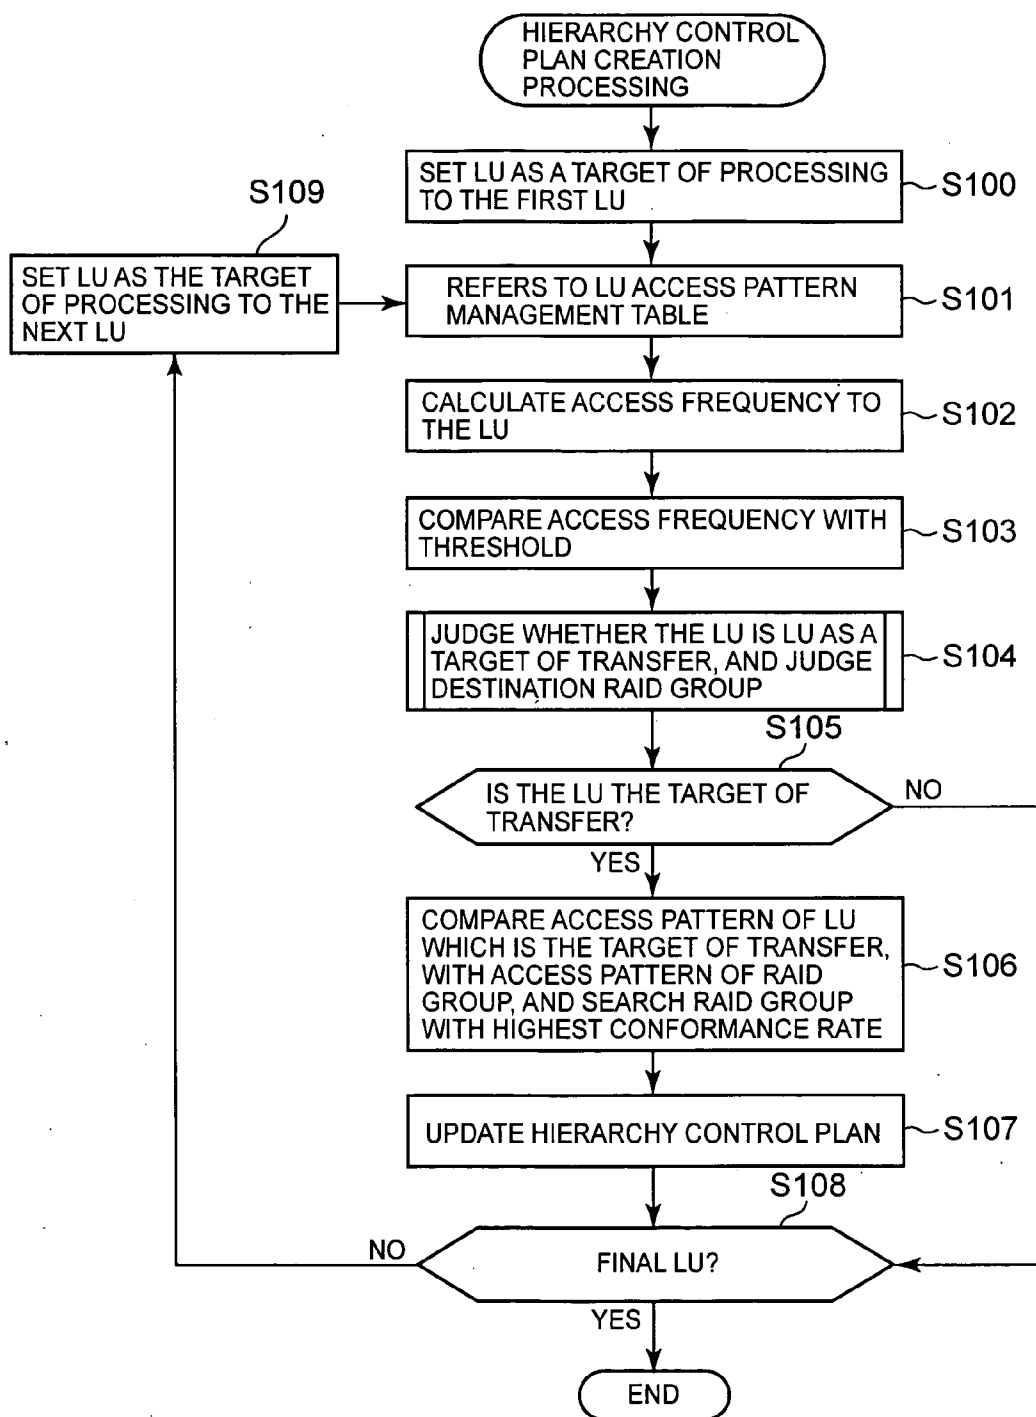 HIERARCHY CONTROL
PLAN CREATION
PROCESSING
SET LU AS A TARGET OF PROCESSING
TO THE FIRST LU
S100
S109
SET LU AS THE TARGET
OF PROCESSING TO THE
NEXT LU
REFERS TO LU ACCESS PATTERN
MANAGEMENT TABLE
S101
CALCULATE ACCESS FREQUENCY TO
THE LU
S102
COMPARE ACCESS FREQUENCY WITH
THRESHOLD
S103
JUDGE WHETHER THE LU IS LU AS A
TARGET OF TRANSFER, AND JUDGE
DESTINATION RAID GROUP
S104
S105
IS THE LU THE TARGET OF
TRANSFER?
NO
YES
COMPARE ACCESS PATTERN OF LU
WHICH IS THE TARGET OF TRANSFER,
WITH ACCESS PATTERN OF RAID
GROUP, AND SEARCH RAID GROUP
WITH HIGHEST CONFORMANCE RATE
S106
UPDATE HIERARCHY CONTROL PLAN
S107
S108
FINAL LU?
NO
YES
END